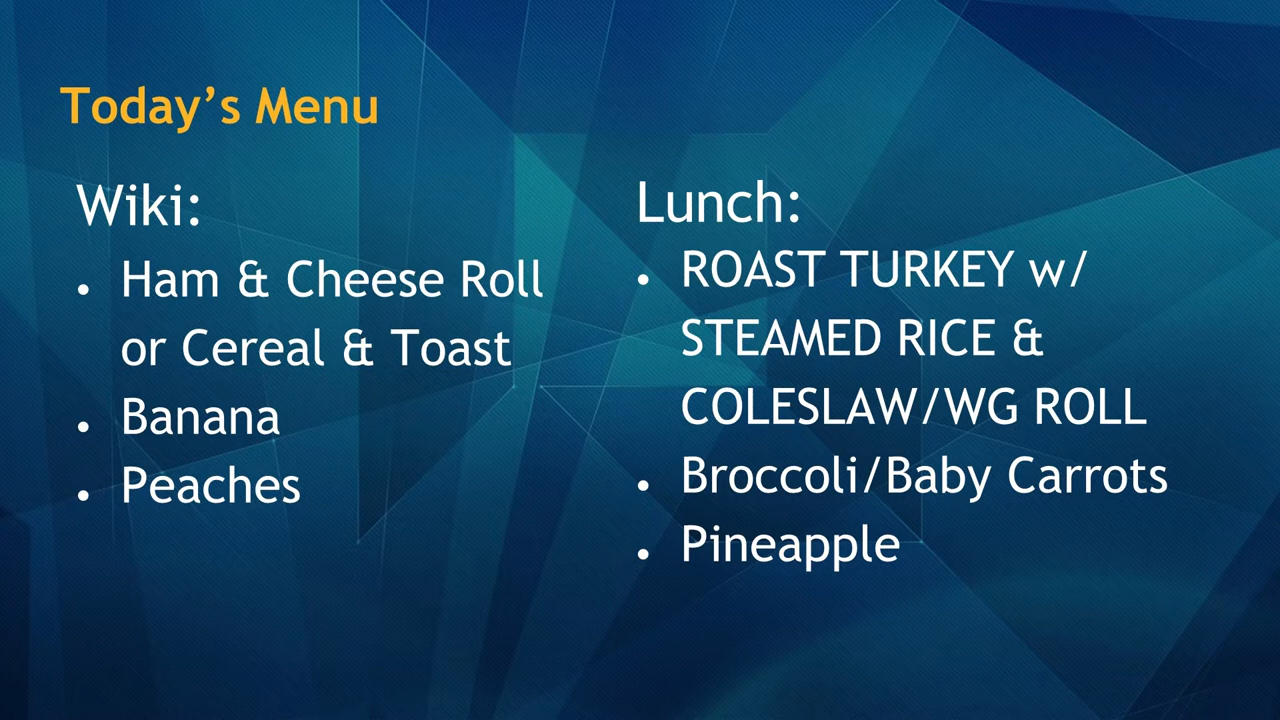 Today’s Menu
Wiki:
Ham & Cheese Roll
or Cereal & Toast
Banana
Peaches
Lunch:
ROAST TURKEY w/
STEAMED RICE &
COLESLAW/WG ROLL
Broccoli/Baby Carrots
Pineapple